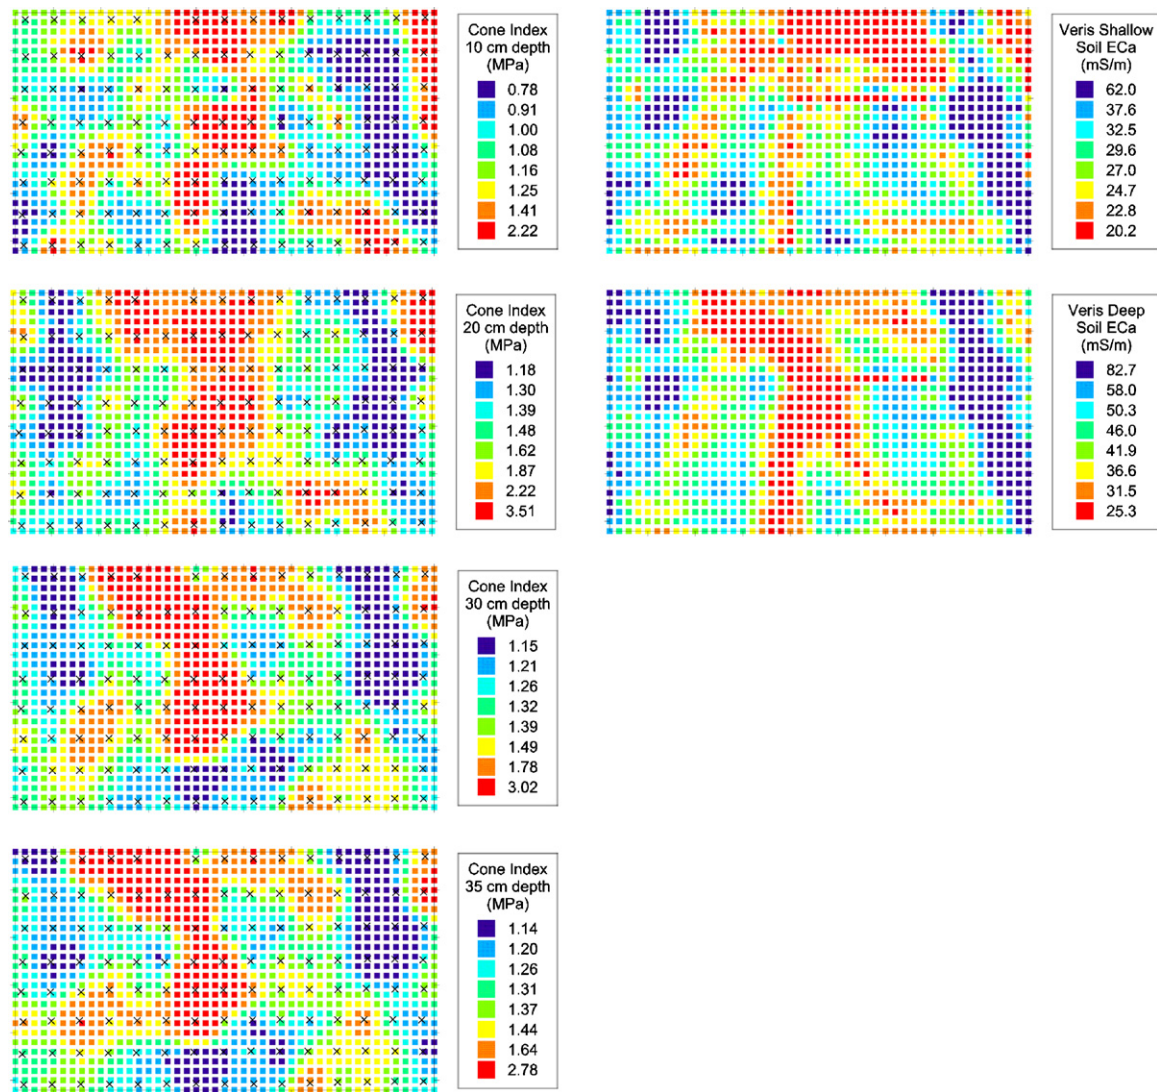 Cone Index
10 cm depth
(MPa)
0.78
0.91
1.00
1.08
1.16
1.25
1.41
2.22
Veris Shallow
Soil ECa
(mS/m)
62.0
37.6
32.5
29.6
27.0
24.7
22.8
20.2
Cone Index
20 cm depth
(MPa)
1.18
1.30
1.39
1.48
1.62
1.87
2.22
3.51
Veris Deep
Soil ECa
(mS/m)
82.7
58.0
50.3
46.0
41.9
36.6
31.5
25.3
Cone Index
30 cm depth
(MPa)
1.15
1.21
1.26
1.32
1.39
1.49
1.78
3.02
Cone Index
35 cm depth
(MPa)
1.14
1.20
1.26
1.31
1.37
1.44
1.64
2.78